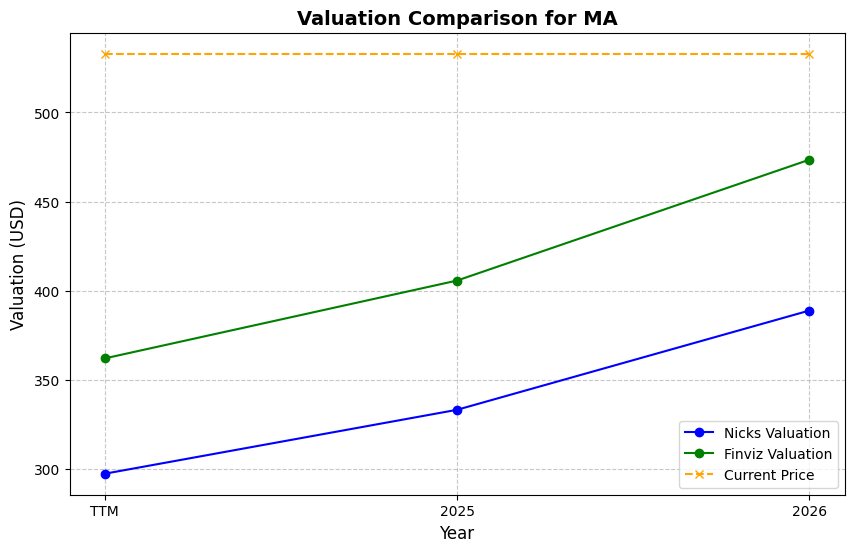 Valuation Comparison for MA
Valuation (USD)
500
450
400
350
300
TTM
2025
2026
Year
Nicks Valuation
Finviz Valuation
Current Price